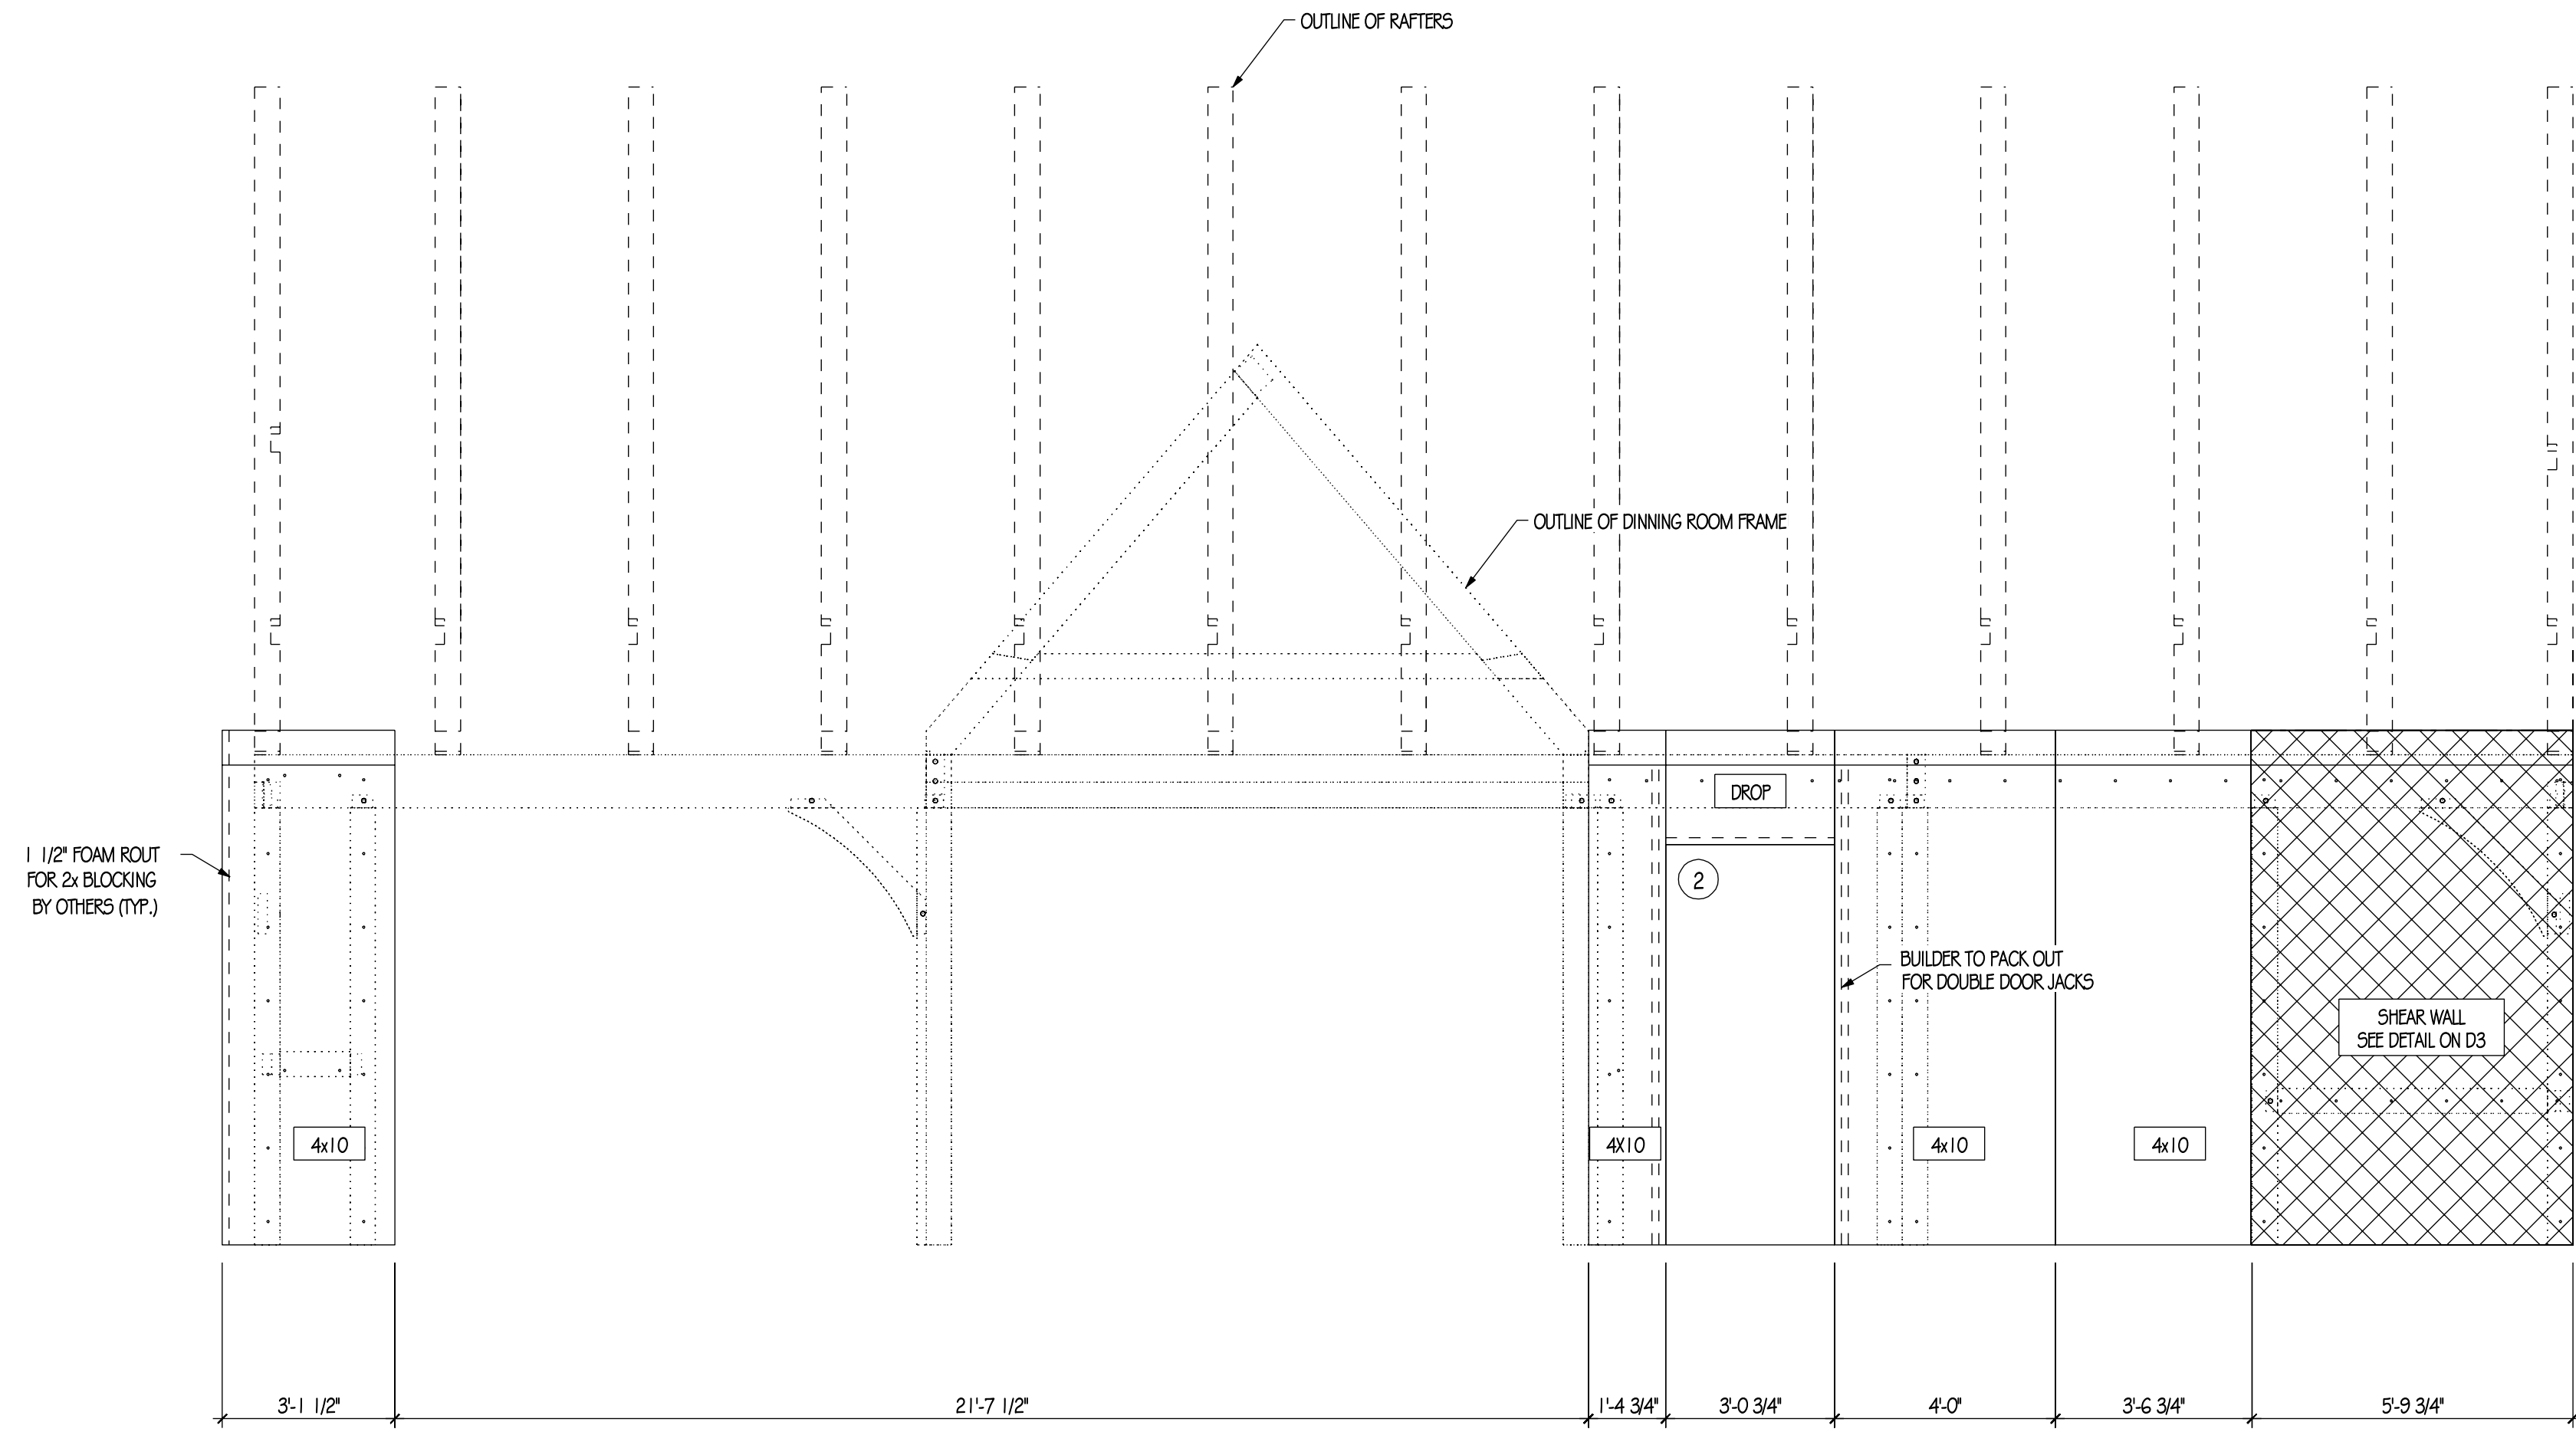 OUTLINE OF RAFTERS
OUTLINE OF DINNING ROOM FRAME
DROP
1 1/2" FOAM ROUT
FOR 2x BLOCKING
BY OTHERS (TYP.)
2
BUILDER TO PACK OUT
FOR DOUBLE DOOR JACKS
SHEAR WALL
SEE DETAIL ON D3
4x10
4X10
4x10
4x10
3'-1 1/2"
21'-7 1/2"
1'-4 3/4"
3'-0 3/4"
4'-0"
3'-6 3/4"
5'-9 3/4"